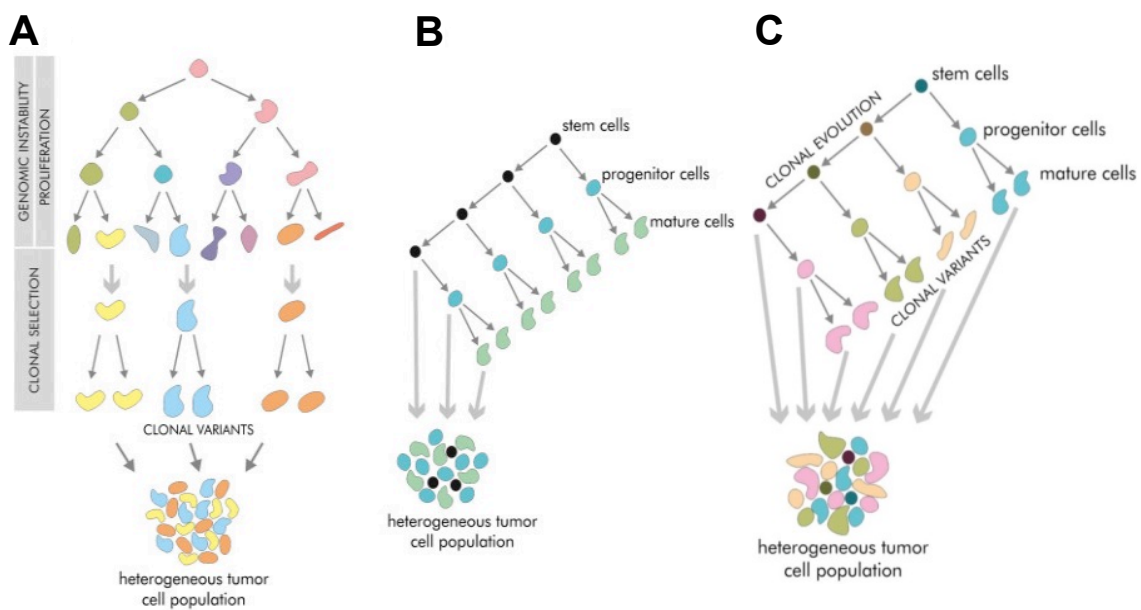 A
GENOMIC INSTABILITY
PROLIFERATION
CLONAL SELECTION
CLONAL VARIANTS
heterogeneous tumor
cell population
B
stem cells
progenitor cells
mature cells
heterogeneous tumor
cell population
C
stem cells
CLONAL EVOLUTION
progenitor cells
mature cells
CLONAL VARIANTS
heterogeneous tumor
cell population